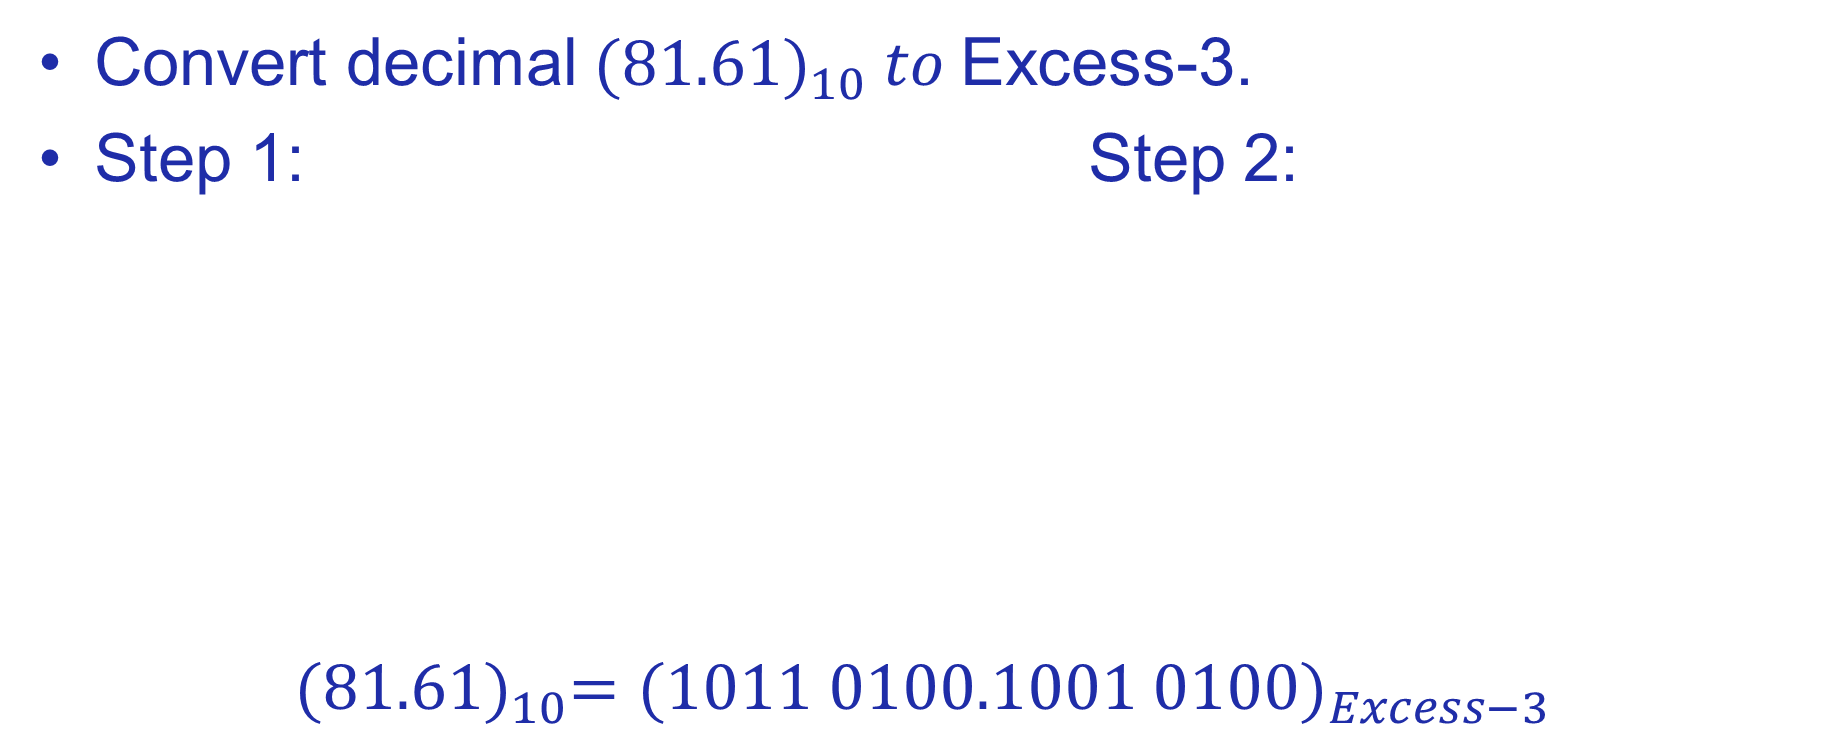 • Convert decimal (81.61)₁₀ to Excess-3.
• Step 1: Step 2:
(81.61)₁₀= (1011 0100.1001 0100)Excess−3